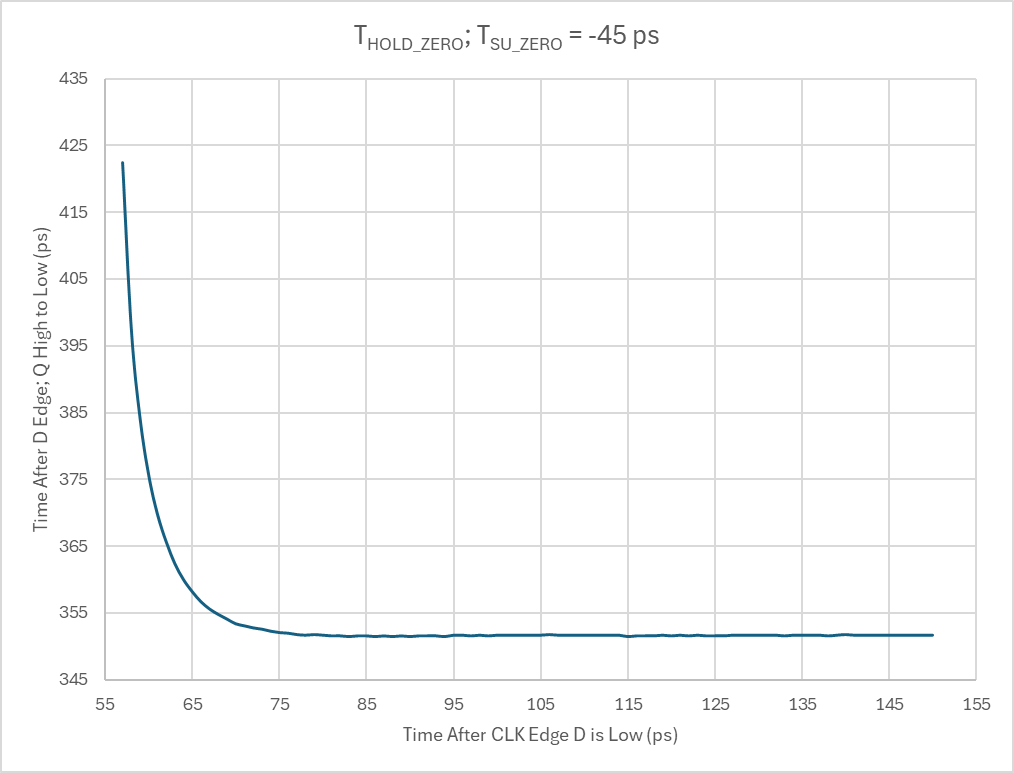 THOLD_ZERO; TSU_ZERO = -45 ps
435
425
415
405
395
385
375
365
355
345
Time After D Edge; Q High to Low (ps)
55 65 75 85 95 105 115 125 135 145 155
Time After CLK Edge D is Low (ps)